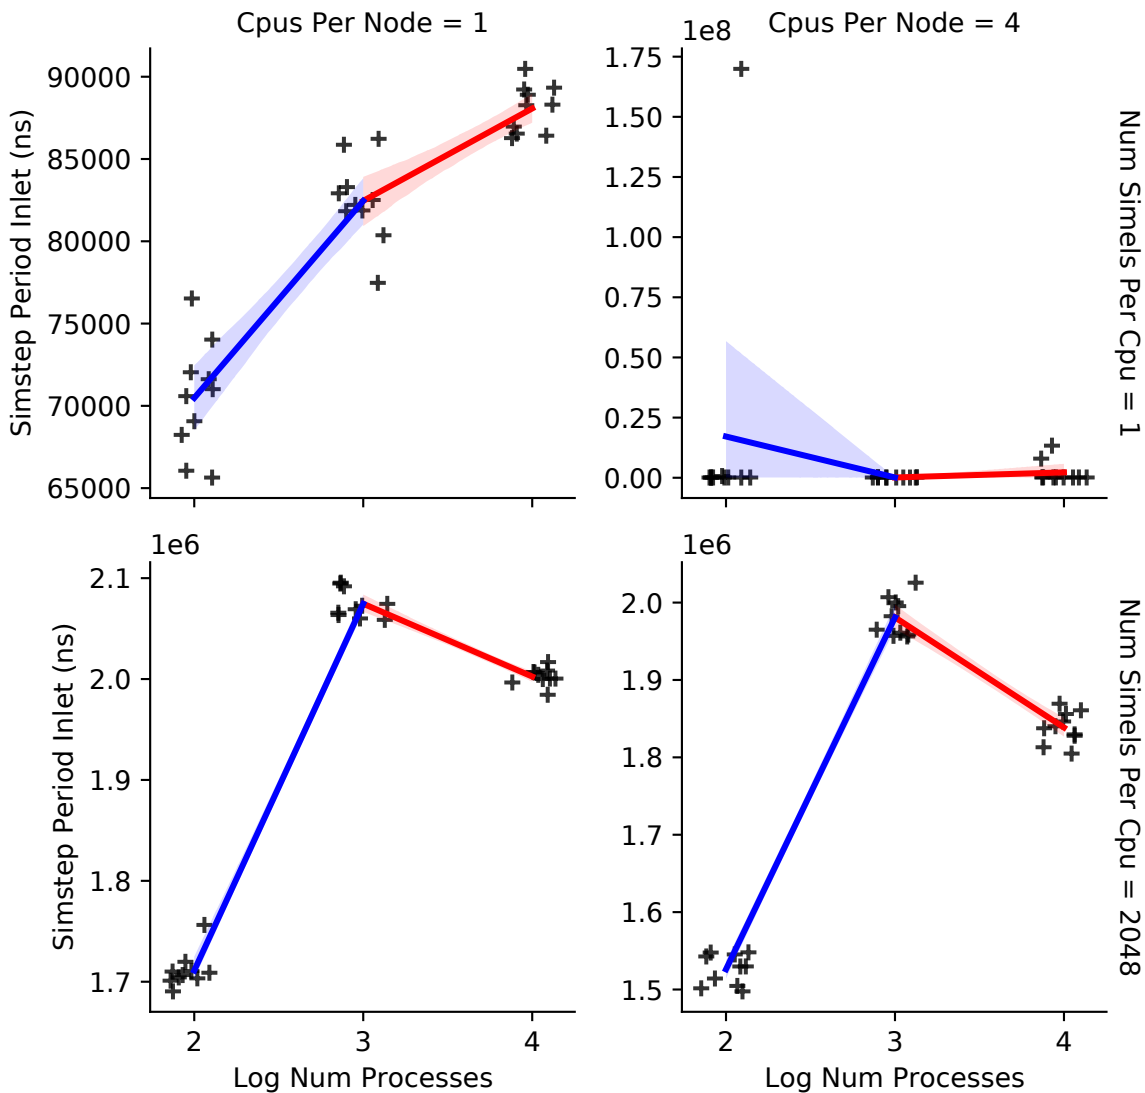 Cpus Per Node = 1
Cpus Per Node = 4
1e8
Simstep Period Inlet (ns)
90000
85000
80000
75000
70000
65000
1.75
1.50
1.25
1.00
0.75
0.50
0.25
0.00
Num Simels Per Cpu = 1
1e6
Simstep Period Inlet (ns)
2.1
2.0
1.9
1.8
1.7
2
3
4
Log Num Processes
1e6
2.0
1.9
1.8
1.7
1.6
1.5
2
3
4
Log Num Processes
Num Simels Per Cpu = 2048